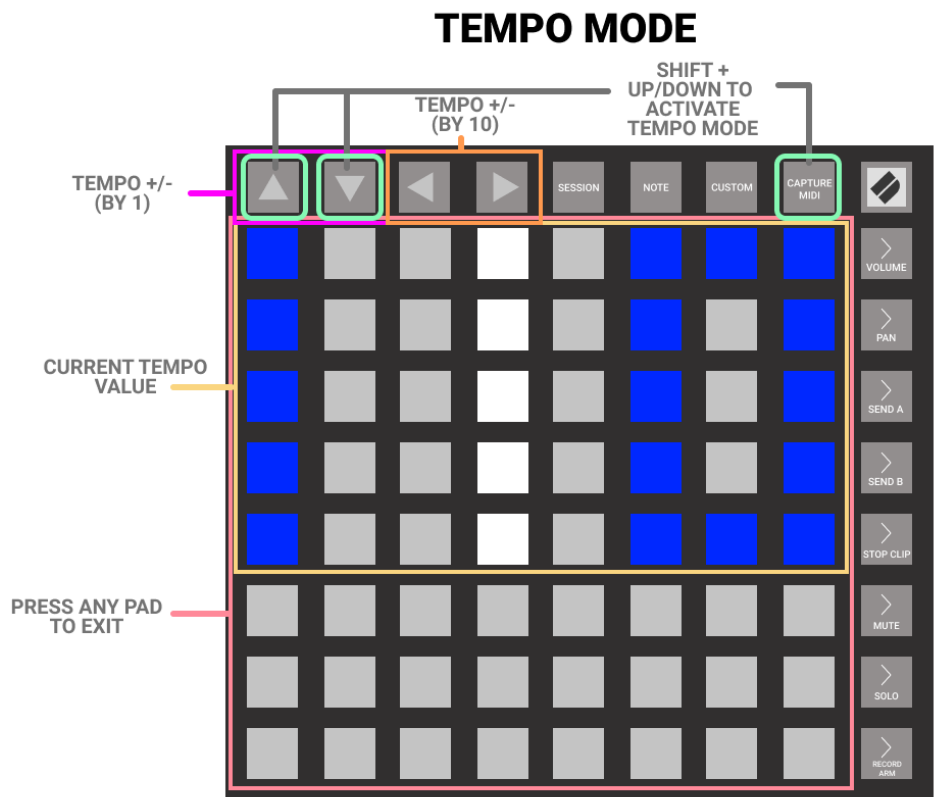 TEMPO MODE
SHIFT +
UP/DOWN TO
ACTIVATE
TEMPO MODE
TEMPO +/-
(BY 10)
TEMPO +/-
(BY 1)
SESSION
NOTE
CUSTOM
CAPTURE
MIDI
VOLUME
PAN
CURRENT TEMPO
VALUE
SEND A
SEND B
STOP CLIP
PRESS ANY PAD
TO EXIT
MUTE
SOLO
RECORD
ARM